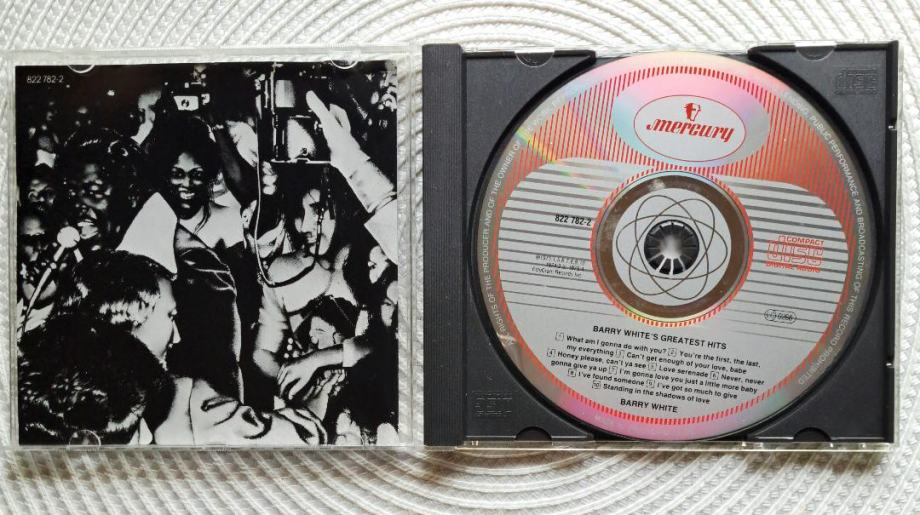 822 782-2
mercury
822 782-2
COMPACT
disc
DIGITAL AUDIO
BARRY WHITE'S GREATEST HITS
1 What am I gonna do with you? 2 You're the first, the last,
my everything 3 Can't get enough of your love, babe
4 Honey please, can't ya see 5 Love serenade 6 Never, never
gonna give ya up 7 I'm gonna love you just a little more baby
8 I've found someone 9 I've got so much to give
10 Standing in the shadows of love
BARRY WHITE
RIGHTS OF THE PRODUCER AND OF THE OWNER OF
PUBLIC PERFORMANCE AND BROADCASTING OF THIS RECORD PROHIBITED